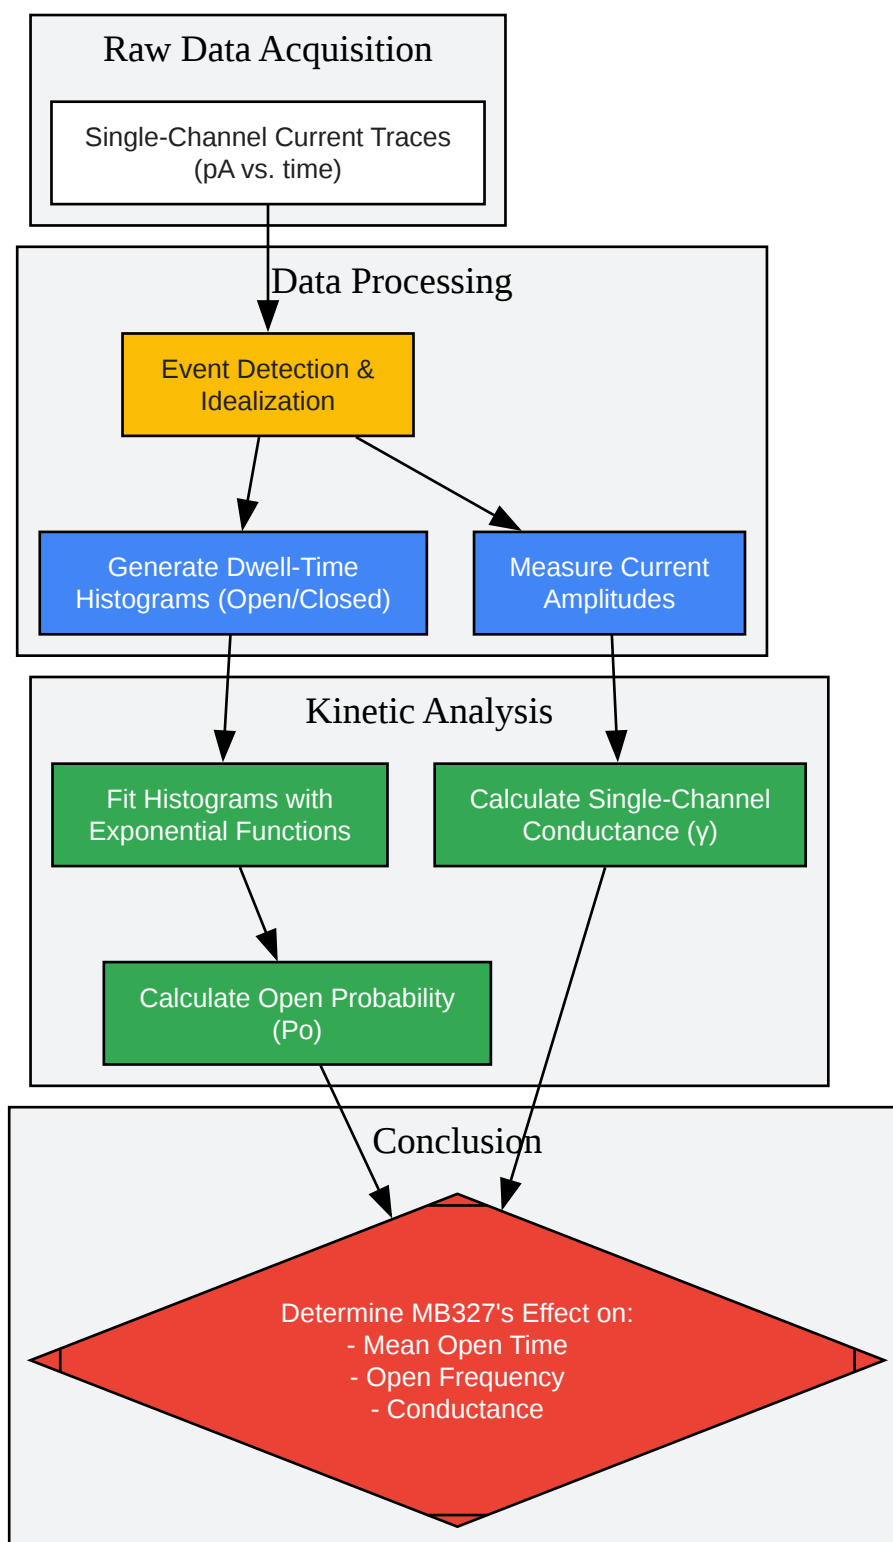 Raw Data Acquisition
Single-Channel Current Traces
(pA vs. time)
Data Processing
Event Detection &
Idealization
Generate Dwell-Time
Histograms (Open/Closed)
Measure Current
Amplitudes
Kinetic Analysis
Fit Histograms with
Exponential Functions
Calculate Single-Channel
Conductance (γ)
Calculate Open Probability
(Po)
Conclusion
Determine MB327's Effect on:
- Mean Open Time
- Open Frequency
- Conductance